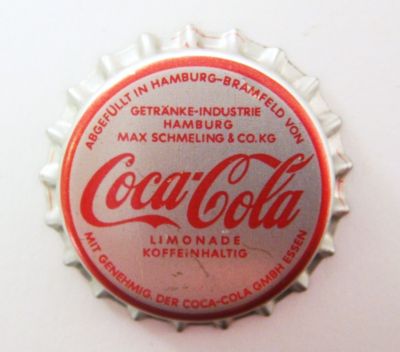 ABGEFÜLLT IN HAMBURG-BRAMFELD VON
GETRÄNKE-INDUSTRIE
HAMBURG
MAX SCHMELING & CO. KG
Coca-Cola
LIMONADE
KOFFEINHALTIG
MIT GENEHMIG. DER COCA-COLA GMBH ESSEN